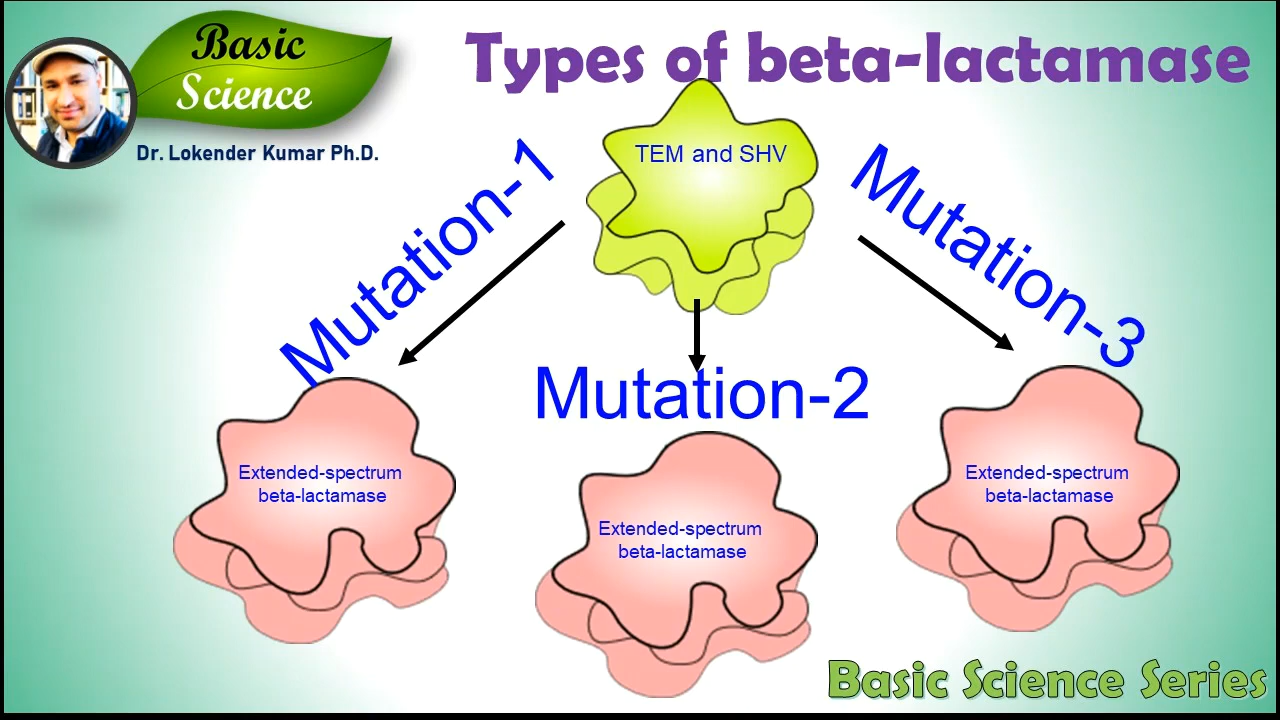 Basic
Science
Dr. Lokender Kumar Ph.D.
Types of beta-lactamase
TEM and SHV
Mutation-1
Mutation-2
Mutation-3
Extended-spectrum
beta-lactamase
Extended-spectrum
beta-lactamase
Extended-spectrum
beta-lactamase
Basic Science Series